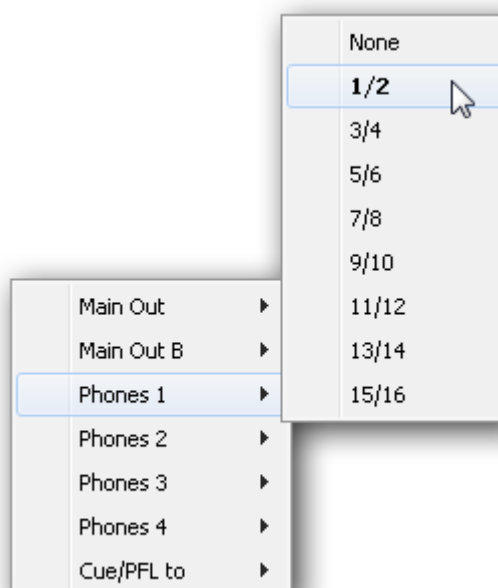 None
1/2
3/4
5/6
7/8
9/10
11/12
13/14
15/16
Main Out
Main Out B
Phones 1
Phones 2
Phones 3
Phones 4
Cue/PFL to